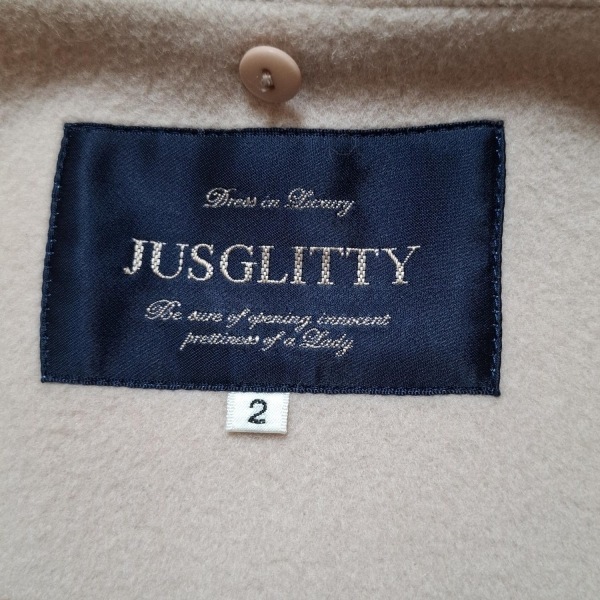 Dress in Luxury
JUSGLITTY
Be sure of opening innocent
prettiness of a Lady
2